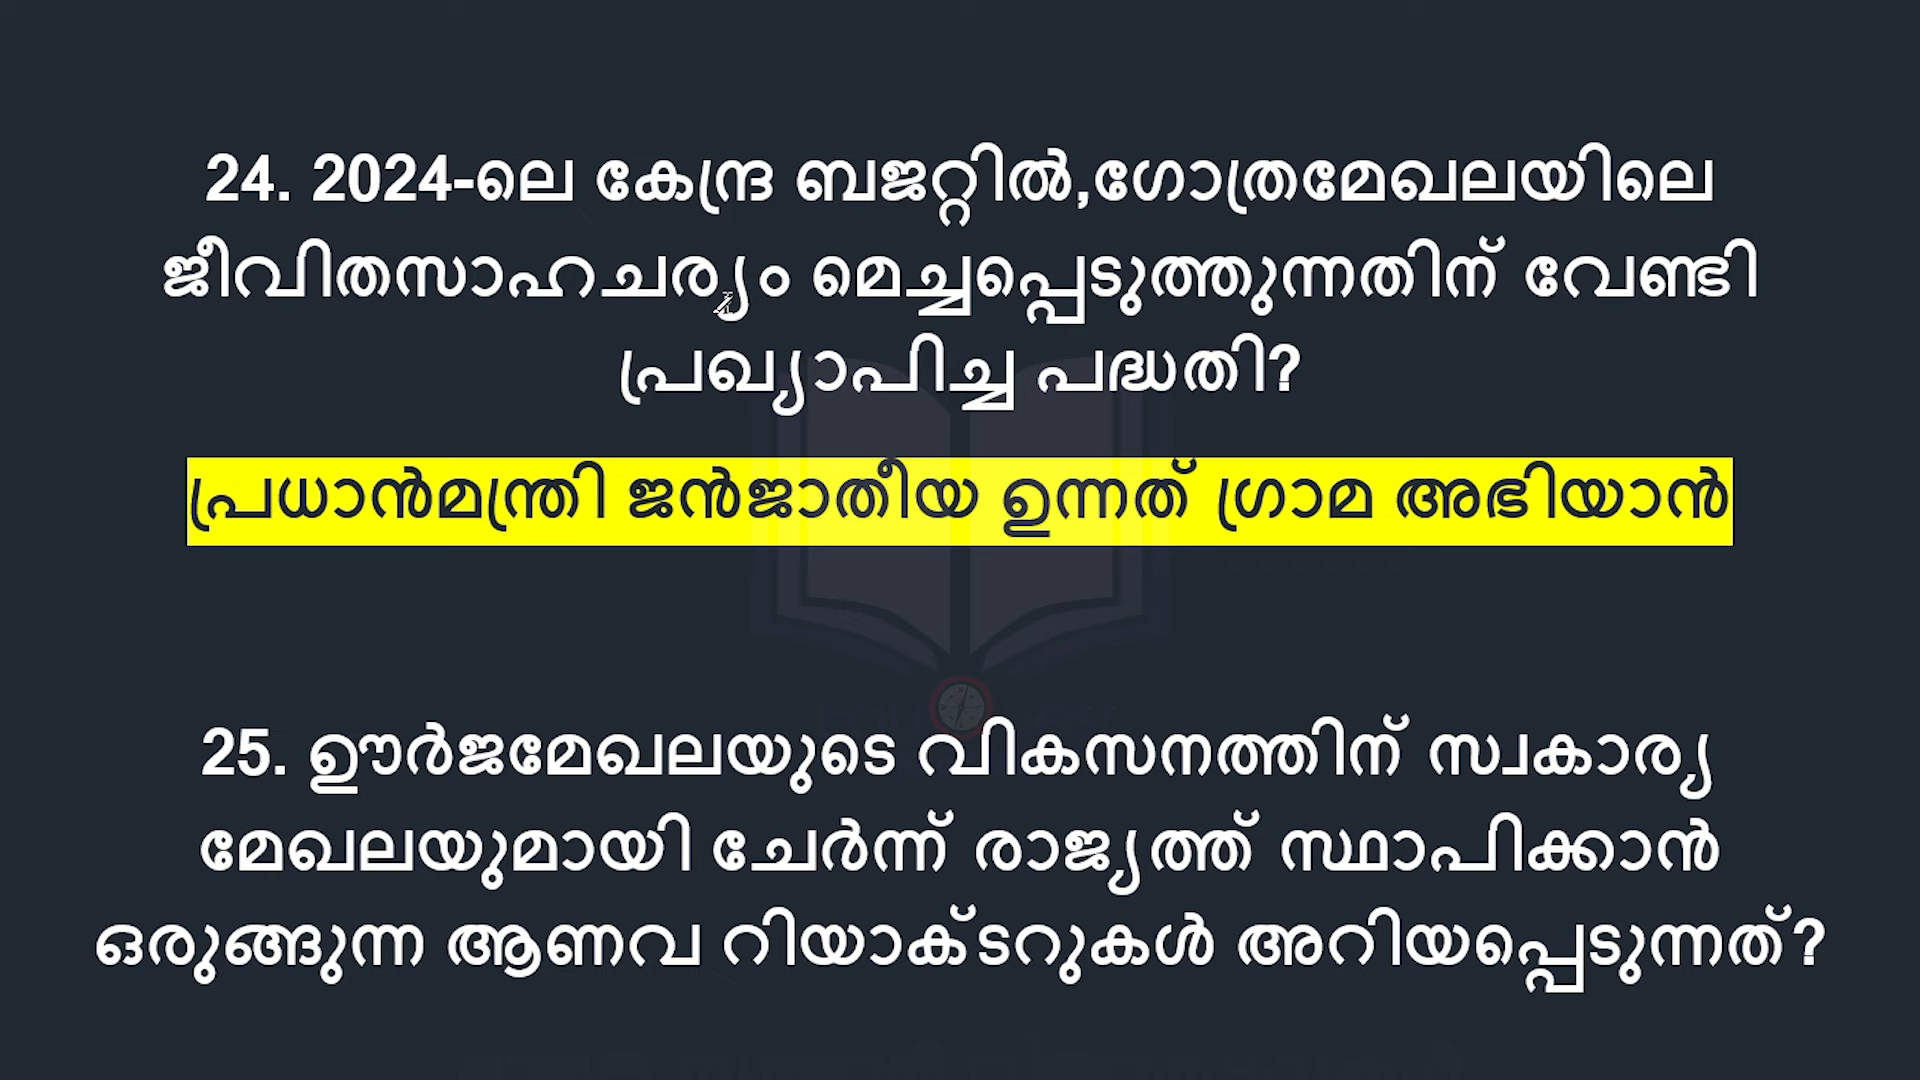 24. 2024-ലെ കേന്ദ്ര ബജറ്റിൽ,ഗോത്രമേഖലയിലെ
ജീവിതസാഹചര്യം മെച്ചപ്പെടുത്തുന്നതിന് വേണ്ടി
പ്രഖ്യാപിച്ച പദ്ധതി?
പ്രധാൻമന്ത്രി ജൻജാതീയ ഉന്നത് ഗ്രാമ അഭിയാൻ
25. ഊർജമേഖലയുടെ വികസനത്തിന് സ്വകാര്യ
മേഖലയുമായി ചേർന്ന് രാജ്യത്ത് സ്ഥാപിക്കാൻ
ഒരുങ്ങുന്ന ആണവ റിയാക്ടറുകൾ അറിയപ്പെടുന്നത്?